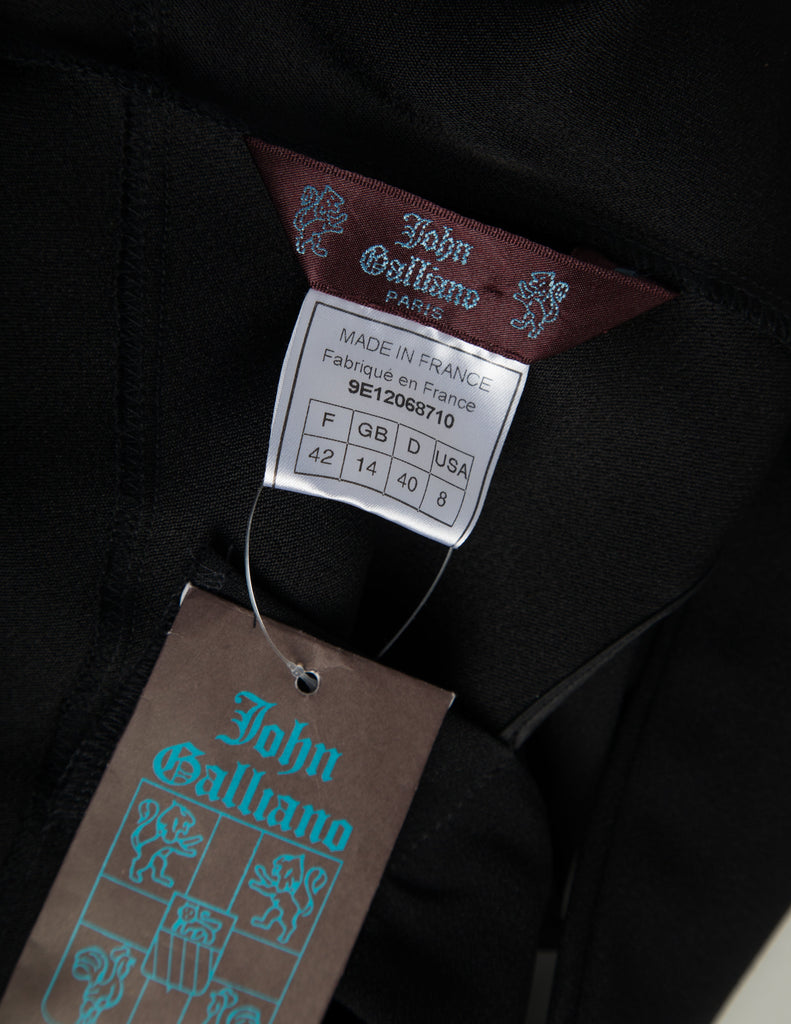 John
Galliano
PARIS
MADE IN FRANCE
Fabriqué en France
9E12068710
F GB D USA
42 14 40 8
John
Galliano